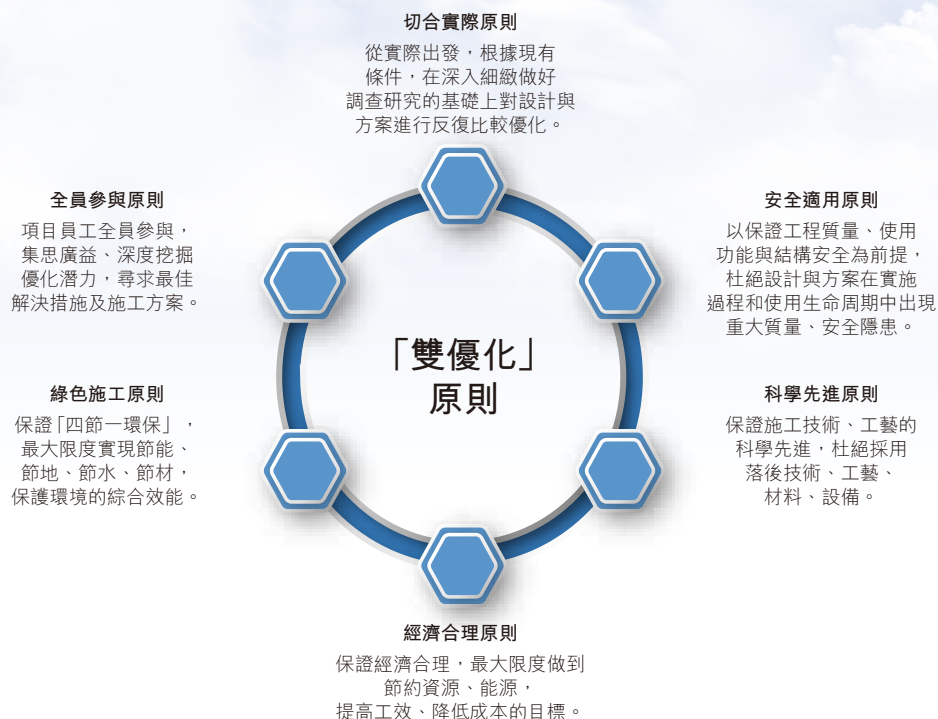 切合實際原則
從實際出發，根據現有
條件，在深入細緻做好
調查研究的基礎上對設計與
方案進行反復比較優化。
全員參與原則
項目員工全員參與，
集思廣益、深度挖掘
優化潛力，尋求最佳
解決措施及施工方案。
安全適用原則
以保證工程質量、使用
功能與結構安全為前提，
杜絕設計與方案在實施
過程和使用生命周期中出現
重大質量、安全隱患。
「雙優化」
原則
綠色施工原則
保證「四節一環保」，
最大限度實現節能、
節地、節水、節材，
保護環境的綜合效能。
科學先進原則
保證施工技術、工藝的
科學先進，杜絕採用
落後技術、工藝、
材料、設備。
經濟合理原則
保證經濟合理，最大限度做到
節約資源、能源，
提高工效、降低成本的目標。